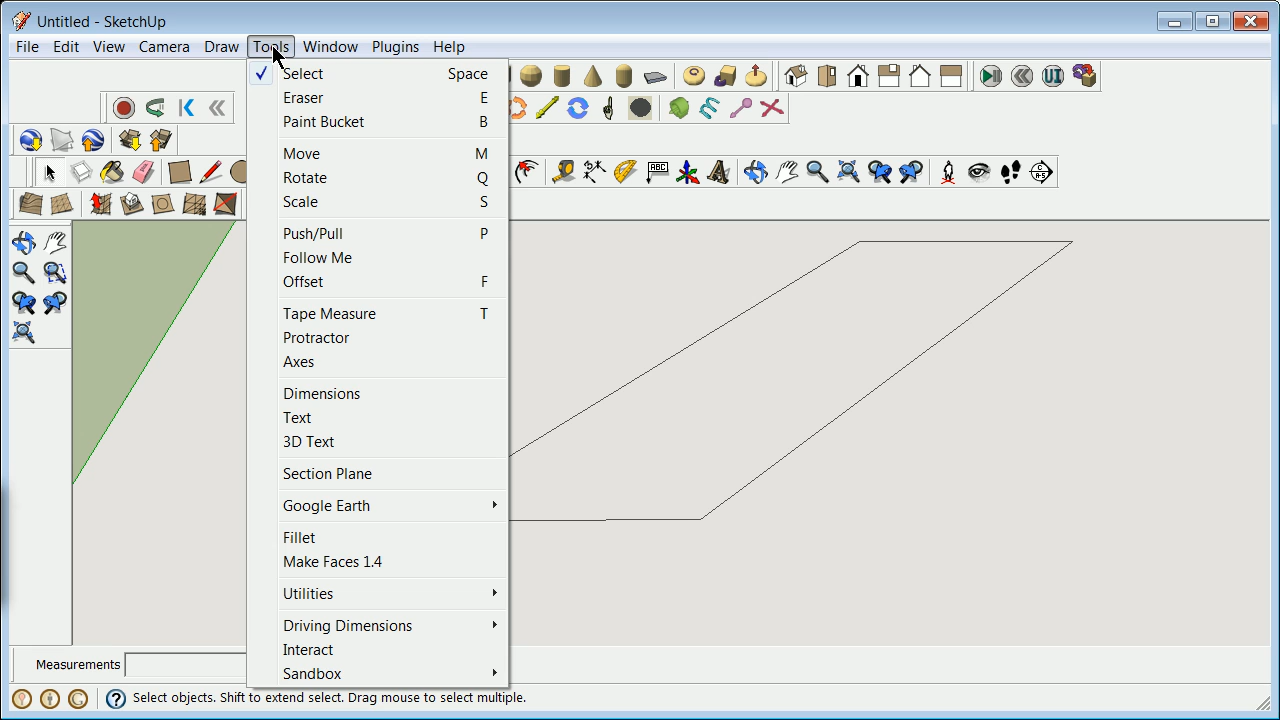 Untitled - SketchUp
File Edit View Camera Draw Tools Window Plugins Help
Select Space
Eraser E
Paint Bucket B
Move M
Rotate Q
Scale S
Push/Pull P
Follow Me
Offset F
Tape Measure T
Protractor
Axes
Dimensions
Text
3D Text
Section Plane
Google Earth
Fillet
Make Faces 1.4
Utilities
Driving Dimensions
Interact
Sandbox
UI
ABC
Measurements
Select objects. Shift to extend select. Drag mouse to select multiple.